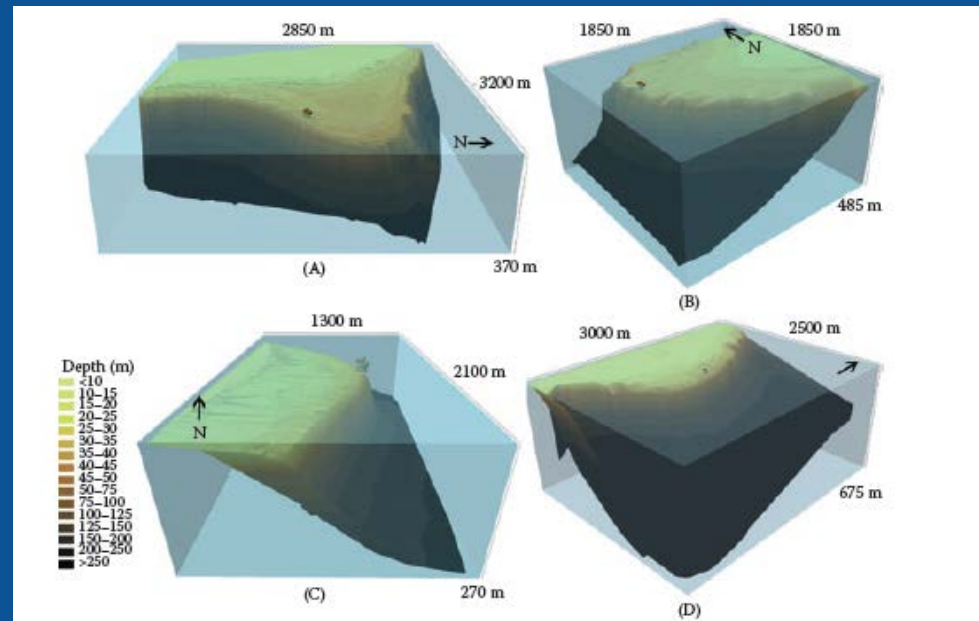 2850 m
3200 m
N
370 m
(A)
1850 m
1850 m
N
485 m
(B)
1300 m
2100 m
N
270 m
(C)
3000 m
2500 m
675 m
(D)
Depth (m)
<10
10–15
15–20
20–25
25–30
30–35
35–40
40–45
45–50
50–75
75–100
100–125
125–150
150–200
200–250
>250